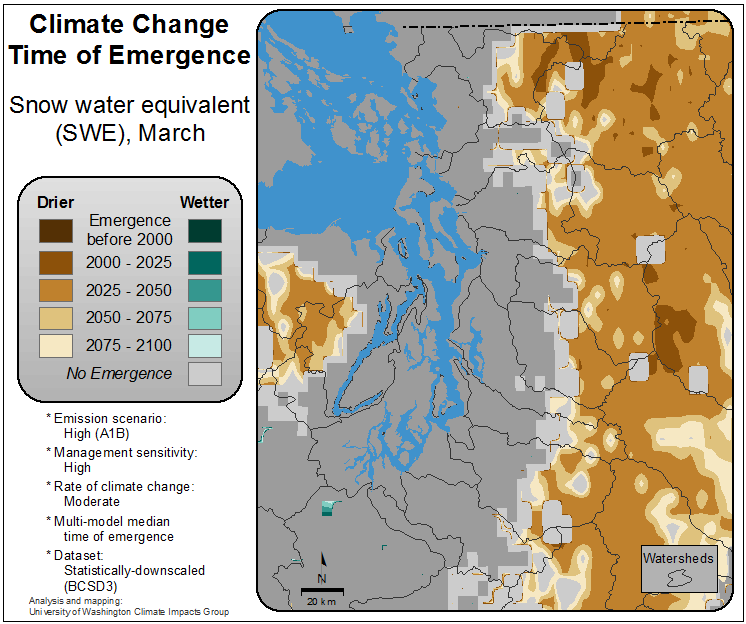 Climate Change
Time of Emergence
Snow water equivalent
(SWE), March
Drier
Wetter
Emergence
before 2000
2000 - 2025
2025 - 2050
2050 - 2075
2075 - 2100
No Emergence
* Emission scenario:
High (A1B)
* Management sensitivity:
High
* Rate of climate change:
Moderate
* Multi-model median
time of emergence
* Dataset:
Statistically-downscaled
(BCSD3)
Analysis and mapping:
University of Washington Climate Impacts Group
N
20 km
Watersheds